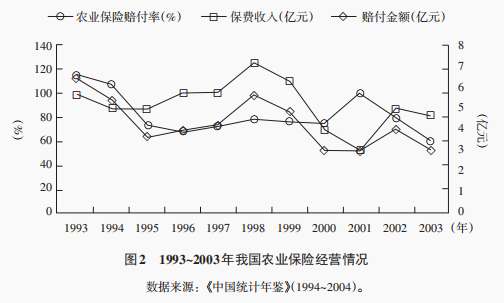 农业保险赔付率(%) 保费收入(亿元) 赔付金额(亿元)
140 8
120 7
100 6
80 5
60 4
40 3
20 2
0 1
0
(%) (亿元)
1993 1994 1995 1996 1997 1998 1999 2000 2001 2002 2003 (年)
图2 1993~2003年我国农业保险经营情况
数据来源：《中国统计年鉴》(1994~2004)。